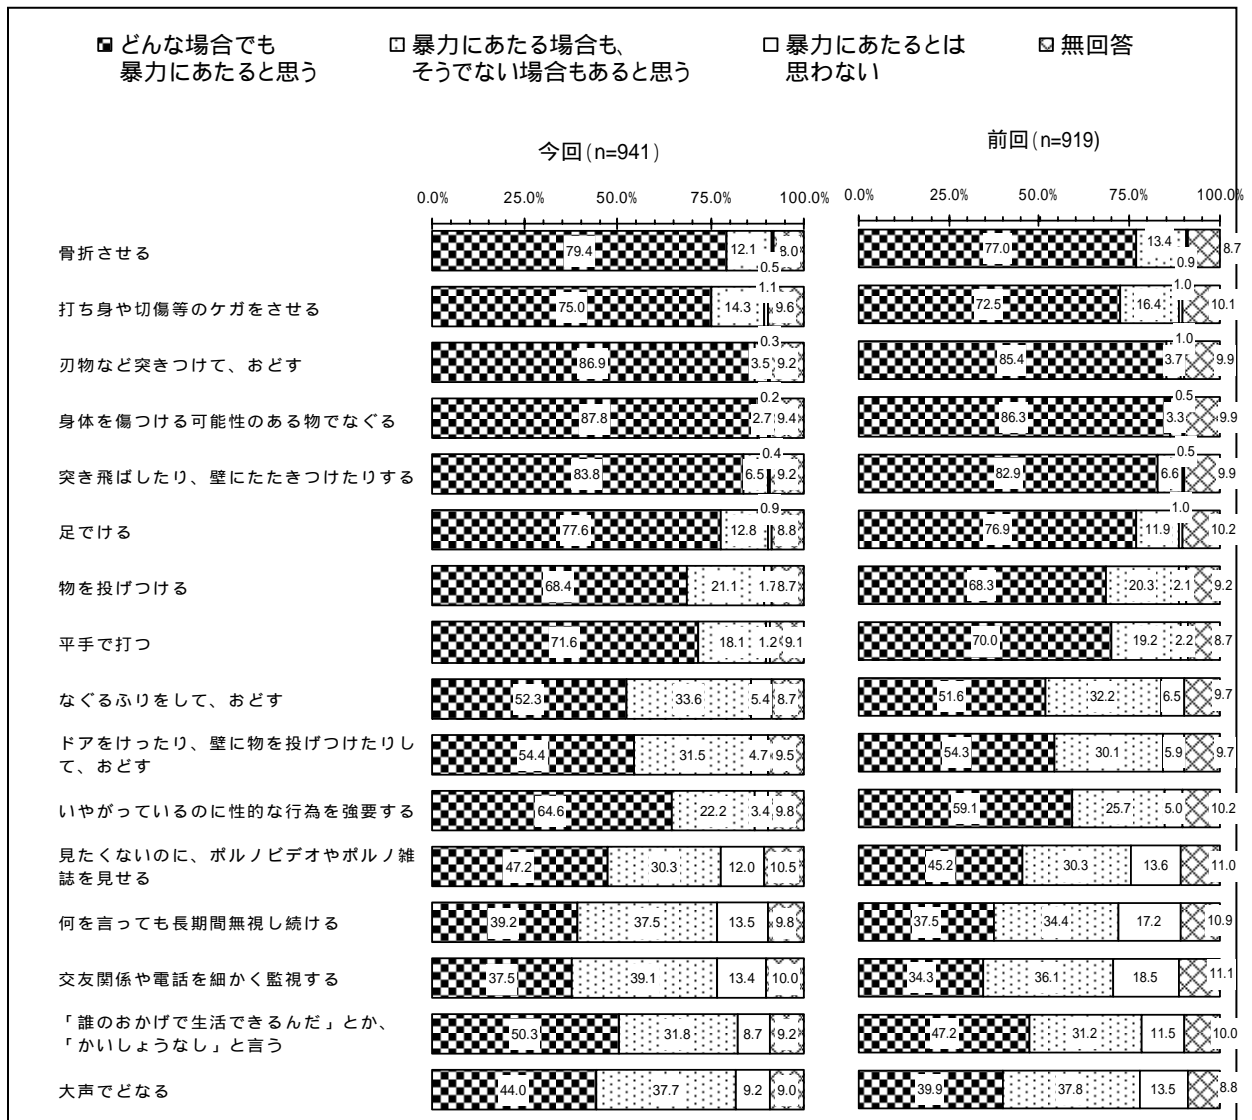 どんな場合でも
暴力にあたると思う
暴力にあたる場合も、
そうでない場合もあると思う
暴力にあたるとは
思わない
無回答
今回(n=941)
前回(n=919)
0.0% 25.0% 50.0% 75.0% 100.0% 0.0% 25.0% 50.0% 75.0% 100.0%
骨折させる 79.4 12.1 0.5 8.0 77.0 13.4 0.9 8.7
打ち身や切傷等のケガをさせる 75.0 14.3 1.1 9.6 72.5 16.4 1.0 10.1
刃物など突きつけて、おどす 86.9 3.5 0.3 9.2 85.4 3.7 1.0 9.9
身体を傷つける可能性のある物でなぐる 87.8 2.7 0.2 9.4 86.3 3.3 0.5 9.9
突き飛ばしたり、壁にたたきつけたりする 83.8 6.5 0.4 9.2 82.9 6.6 0.5 9.9
足でける 77.6 12.8 0.9 8.8 76.9 11.9 1.0 10.2
物を投げつける 68.4 21.1 1.7 8.7 68.3 20.3 2.1 9.2
平手で打つ 71.6 18.1 1.2 9.1 70.0 19.2 2.2 8.7
なぐるふりをして、おどす 52.3 33.6 5.4 8.7 51.6 32.2 6.5 9.7
ドアをけったり、壁に物を投げつけたりし
て、おどす 54.4 31.5 4.7 9.5 54.3 30.1 5.9 9.7
いやがっているのに性的な行為を強要する 64.6 22.2 3.4 9.8 59.1 25.7 5.0 10.2
見たくないのに、ポルノビデオやポルノ雑
誌を見せる 47.2 30.3 12.0 10.5 45.2 30.3 13.6 11.0
何を言っても長期間無視し続ける 39.2 37.5 13.5 9.8 37.5 34.4 17.2 10.9
交友関係や電話を細かく監視する 37.5 39.1 13.4 10.0 34.3 36.1 18.5 11.1
「誰のおかげで生活できるんだ」とか、
「かいしょうなし」と言う 50.3 31.8 8.7 9.2 47.2 31.2 11.5 10.0
大声でどなる 44.0 37.7 9.2 9.0 39.9 37.8 13.5 8.8